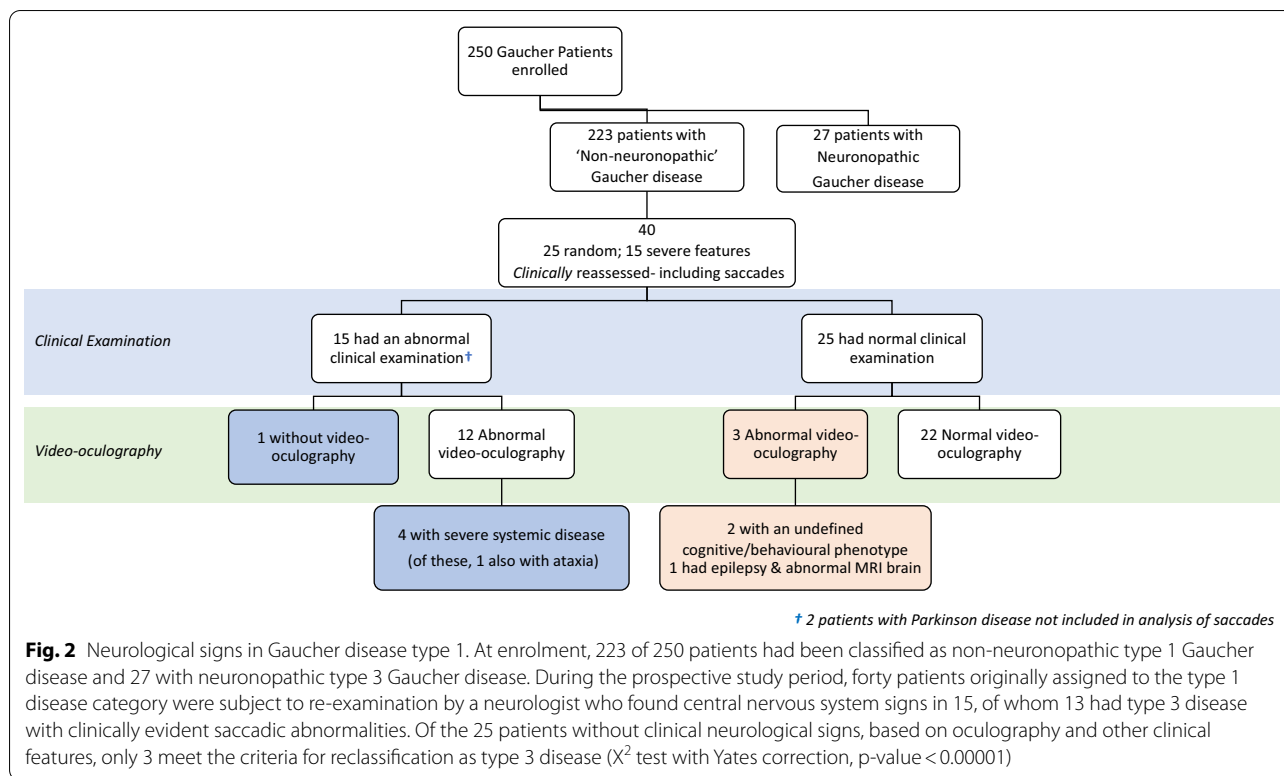 250 Gaucher Patients
enrolled
223 patients with
‘Non-neuronopathic’
Gaucher disease
27 patients with
Neuronopathic
Gaucher disease
40
25 random; 15 severe features
Clinically reassessed- including saccades
Clinical Examination
15 had an abnormal
clinical examination†
25 had normal clinical
examination
Video-oculography
1 without video-
oculography
12 Abnormal
video-oculography
3 Abnormal video-
oculography
22 Normal video-
oculography
4 with severe systemic disease
(of these, 1 also with ataxia)
2 with an undefined
cognitive/behavioural phenotype
1 had epilepsy & abnormal MRI brain
† 2 patients with Parkinson disease not included in analysis of saccades
Fig. 2 Neurological signs in Gaucher disease type 1. At enrolment, 223 of 250 patients had been classified as non-neuronopathic type 1 Gaucher
disease and 27 with neuronopathic type 3 Gaucher disease. During the prospective study period, forty patients originally assigned to the type 1
disease category were subject to re-examination by a neurologist who found central nervous system signs in 15, of whom 13 had type 3 disease
with clinically evident saccadic abnormalities. Of the 25 patients without clinical neurological signs, based on oculography and other clinical
features, only 3 meet the criteria for reclassification as type 3 disease (X² test with Yates correction, p-value < 0.00001)